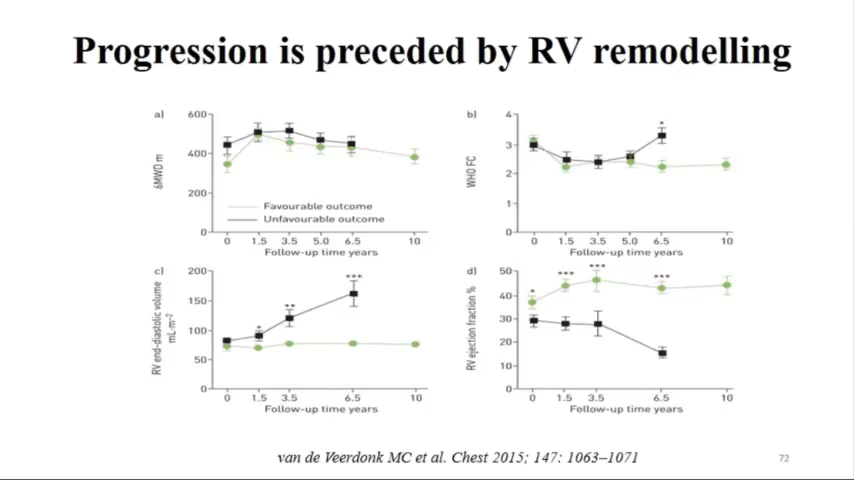 Progression is preceded by RV remodelling
a)
600
400
200
0
6MWD m
Favourable outcome
Unfavourable outcome
0 1.5 3.5 5.0 6.5 10
Follow-up time years
b)
*
4
3
2
1
0
WHO FC
0 1.5 3.5 5.0 6.5 10
Follow-up time years
c)
200
150
100
50
0
RV end-diastolic volume
mL·m⁻²
* ** ***
0 1.5 3.5 6.5 10
Follow-up time years
d)
50
40
30
20
10
0
RV ejection fraction %
* *** *** ***
0 1.5 3.5 6.5 10
Follow-up time years
van de Veerdonk MC et al. Chest 2015; 147: 1063–1071
72